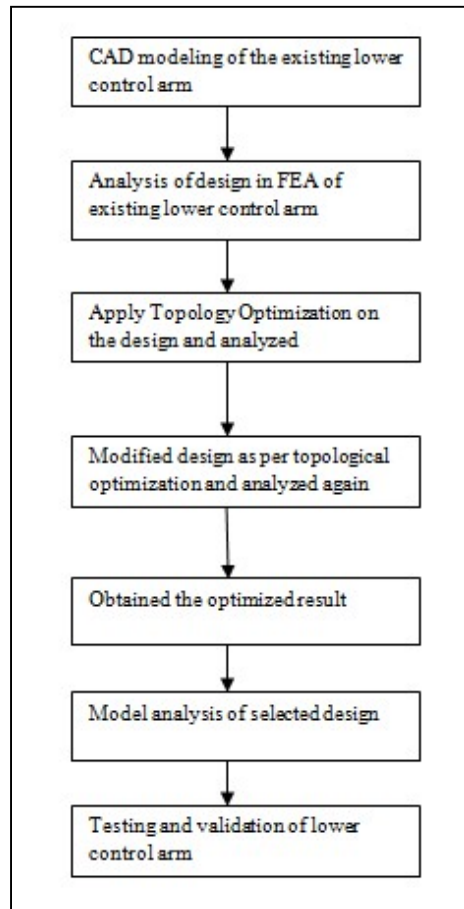 CAD modeling of the existing lower
control arm
Analysis of design in FEA of
existing lower control arm
Apply Topology Optimization on
the design and analyzed
Modified design as per topological
optimization and analyzed again
Obtained the optimized result
Model analysis of selected design
Testing and validation of lower
control arm